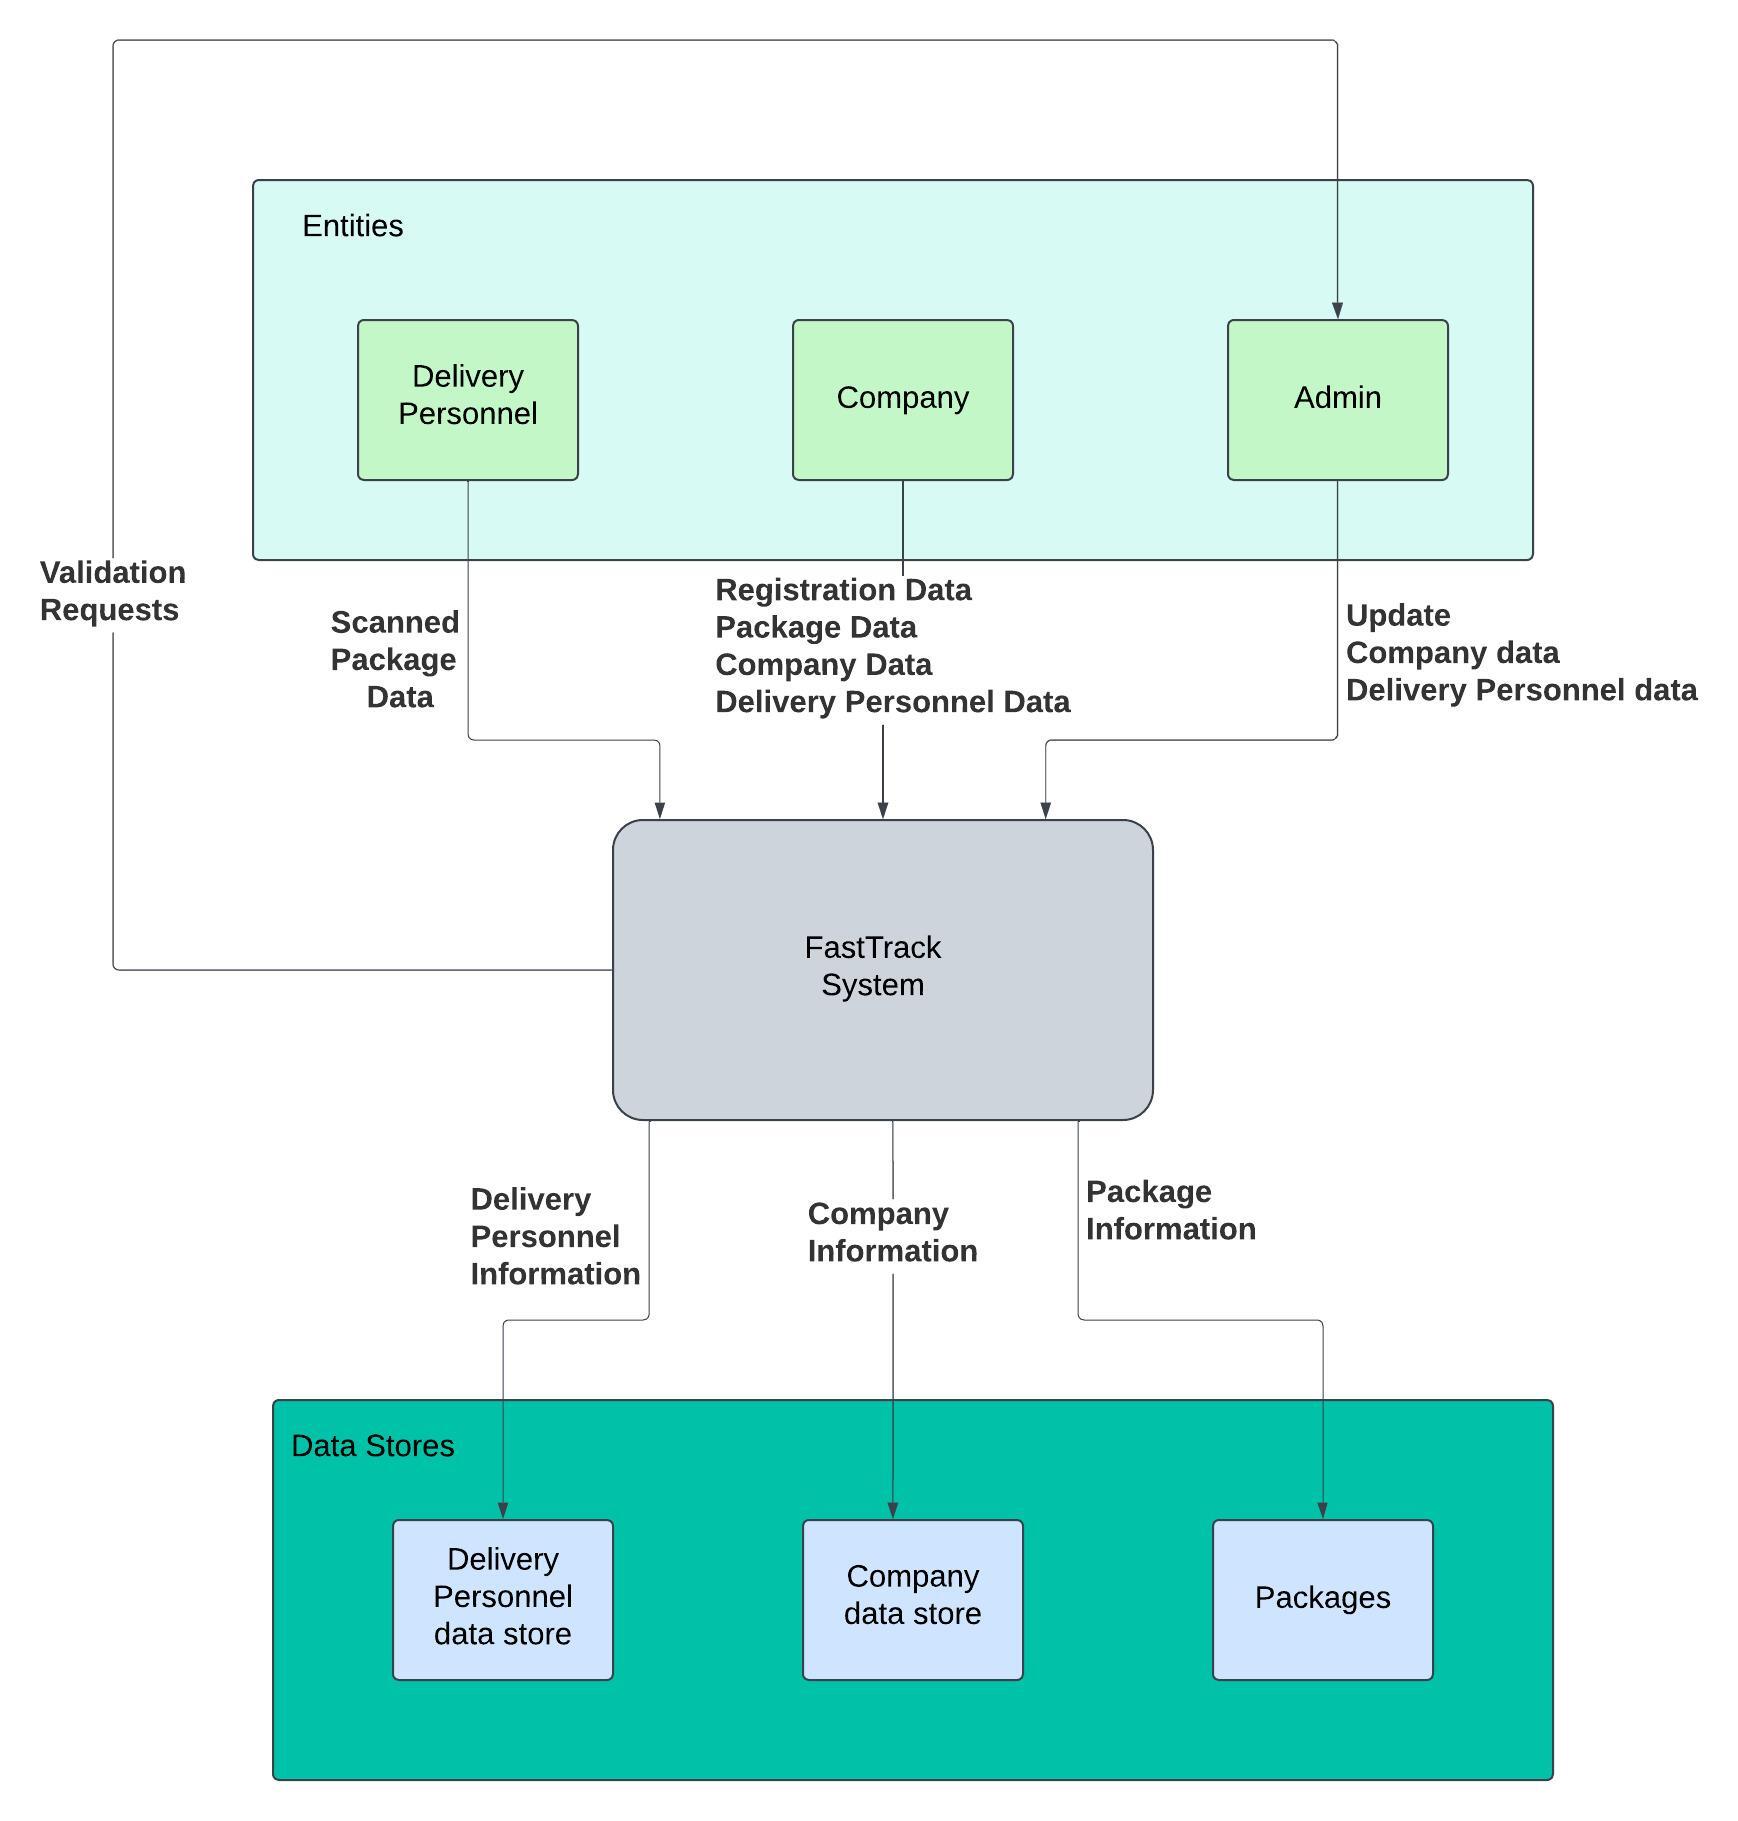 Entities
Delivery
Personnel
Company
Admin
Validation
Requests
Scanned
Package
Data
Registration Data
Package Data
Company Data
Delivery Personnel Data
Update
Company data
Delivery Personnel data
FastTrack
System
Delivery
Personnel
Information
Company
Information
Package
Information
Data Stores
Delivery
Personnel
data store
Company
data store
Packages